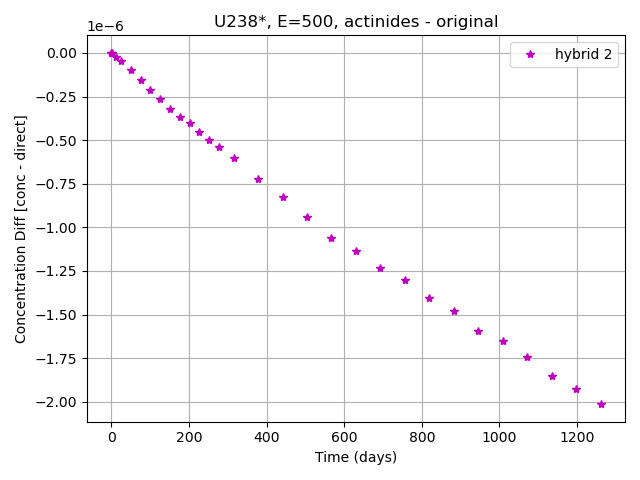 U238*, E=500, actinides - original
1e−6
hybrid 2
0.00
−0.25
−0.50
−0.75
−1.00
−1.25
−1.50
−1.75
−2.00
Concentration Diff [conc - direct]
0 200 400 600 800 1000 1200
Time (days)